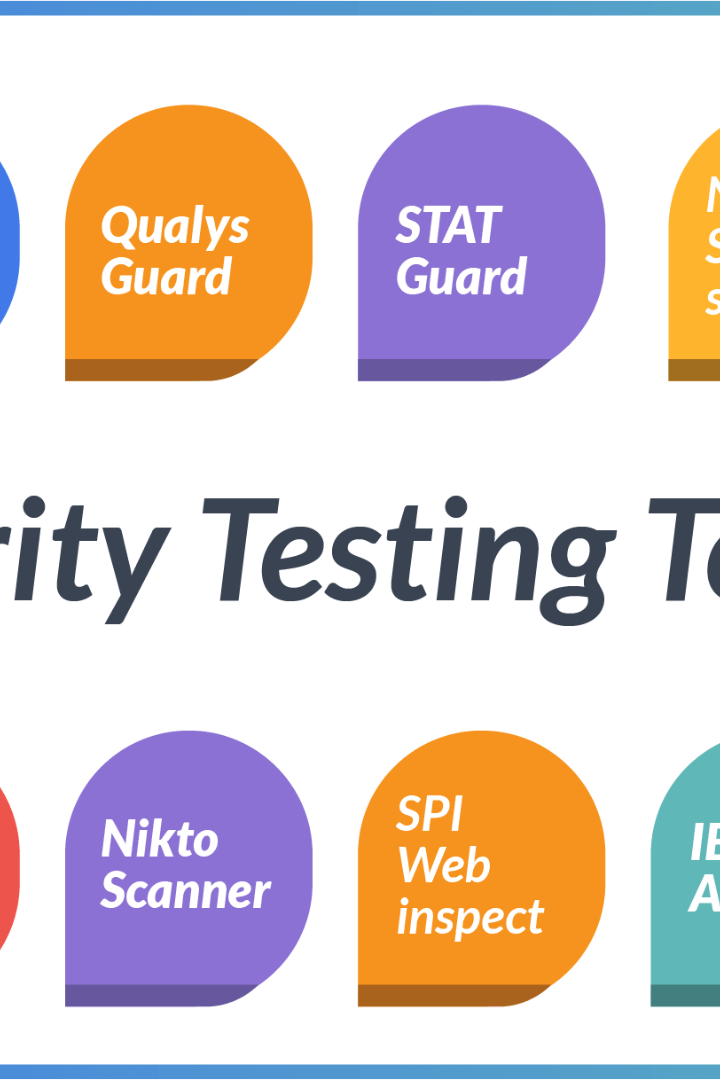 Qualys
Guard
STAT
Guard
rity Testing To
Nikto
Scanner
SPI
Web
inspect